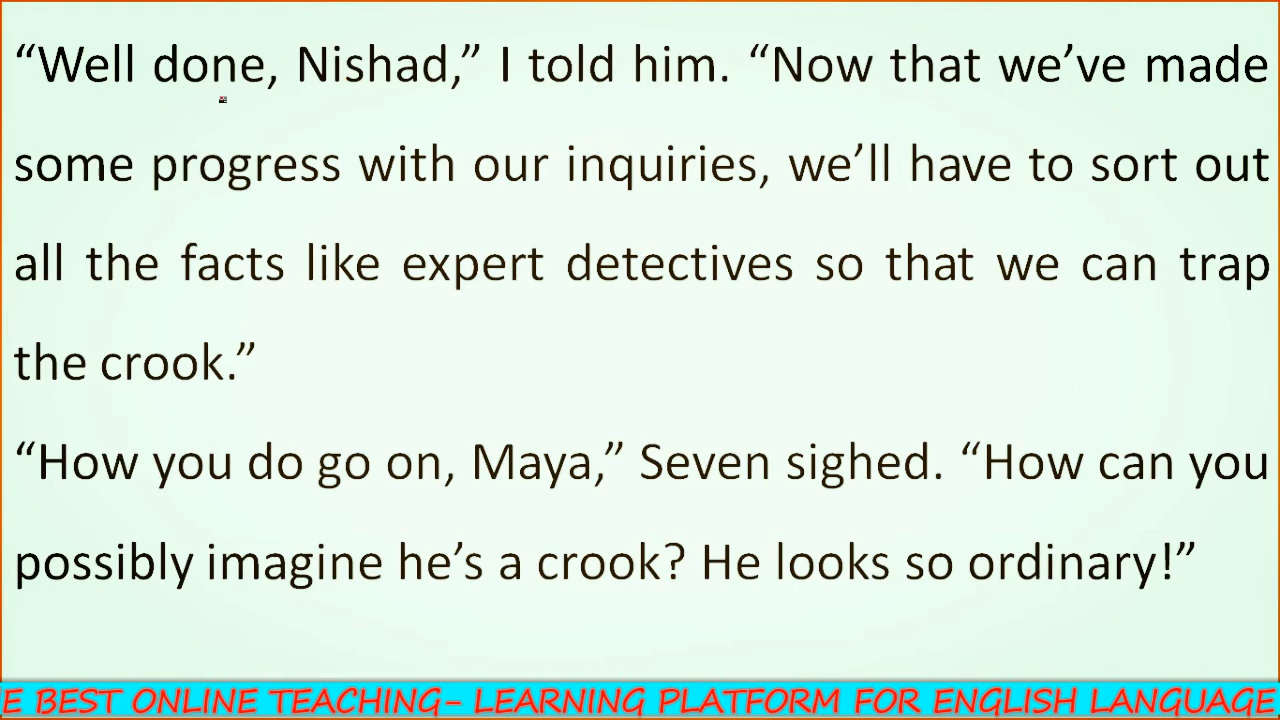 “Well done, Nishad,” I told him. “Now that we’ve made
some progress with our inquiries, we’ll have to sort out
all the facts like expert detectives so that we can trap
the crook.”
“How you do go on, Maya,” Seven sighed. “How can you
possibly imagine he’s a crook? He looks so ordinary!”
E BEST ONLINE TEACHING- LEARNING PLATFORM FOR ENGLISH LANGUAGE